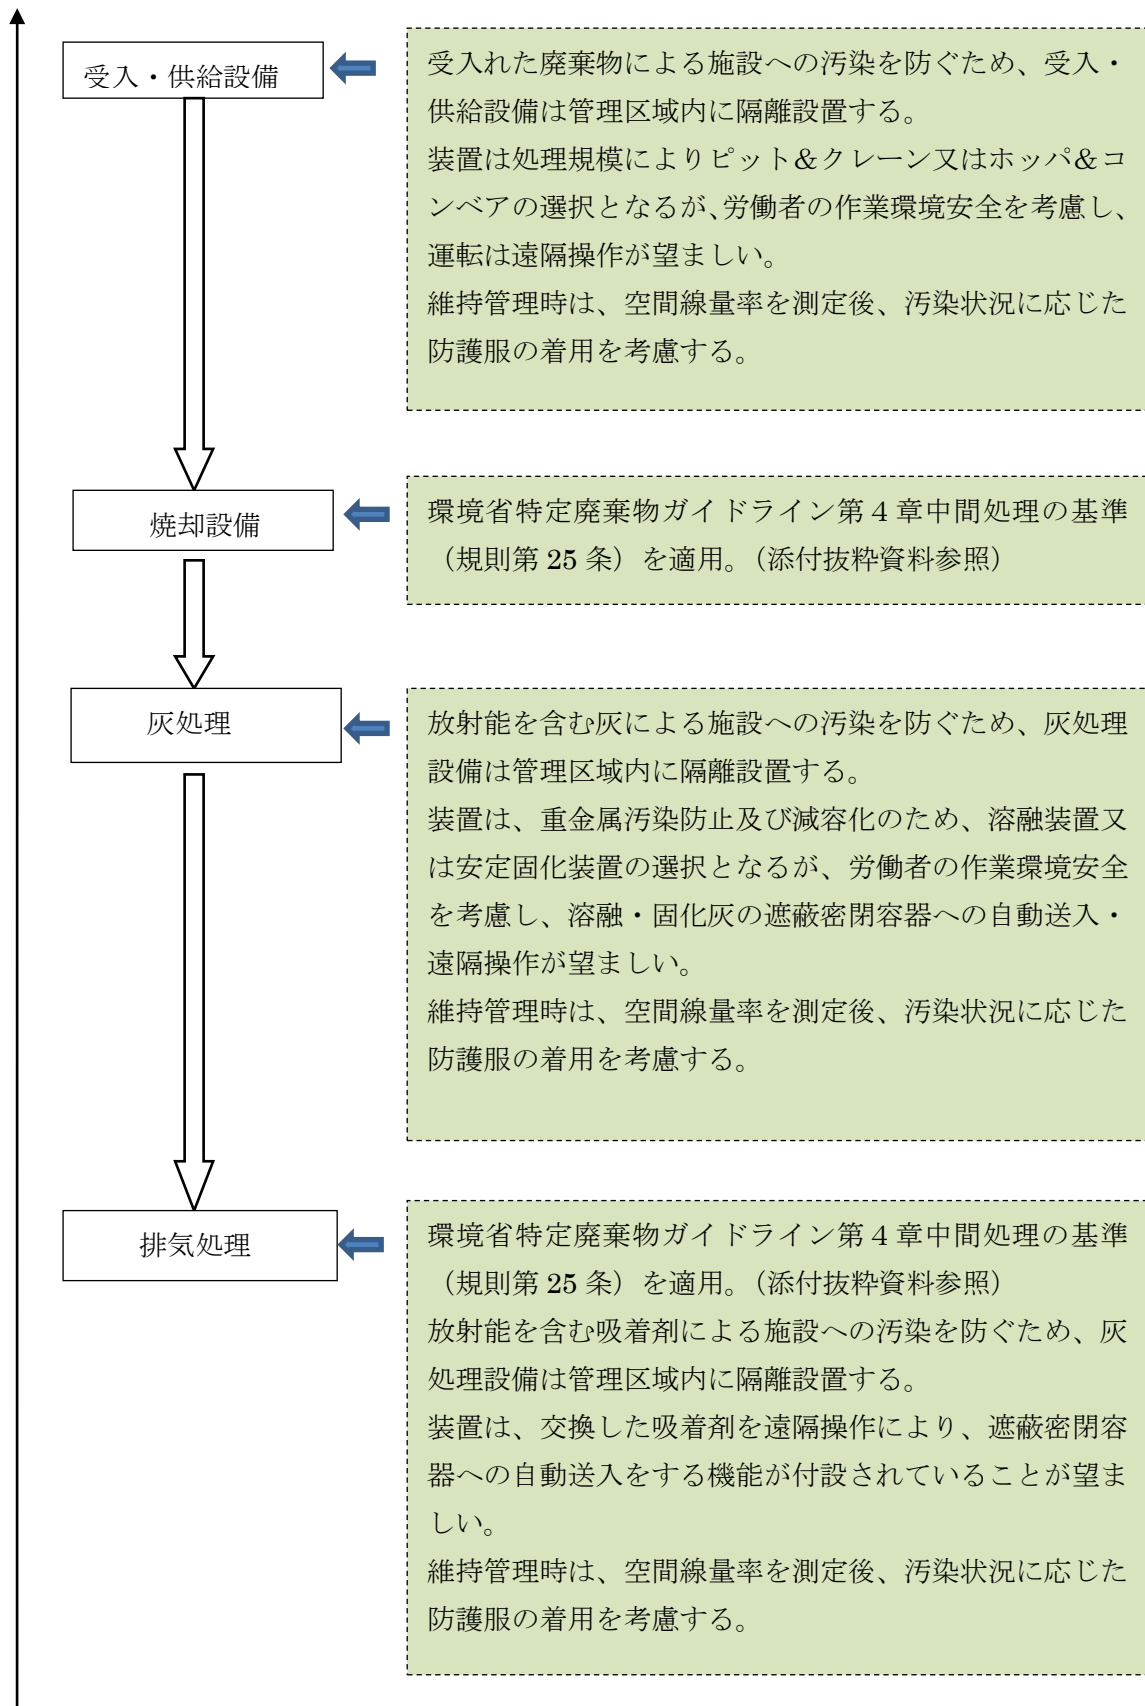 受入・供給設備
受入れた廃棄物による施設への汚染を防ぐため、受入・
供給設備は管理区域内に隔離設置する。
装置は処理規模によりピット＆クレーン又はホッパ＆コ
ンベアの選択となるが、労働者の作業環境安全を考慮し、
運転は遠隔操作が望ましい。
維持管理時は、空間線量率を測定後、汚染状況に応じた
防護服の着用を考慮する。
焼却設備
環境省特定廃棄物ガイドライン第 4 章中間処理の基準
（規則第 25 条）を適用。（添付抜粋資料参照）
灰処理
放射能を含む灰による施設への汚染を防ぐため、灰処理
設備は管理区域内に隔離設置する。
装置は、重金属汚染防止及び減容化のため、溶融装置又
は安定固化装置の選択となるが、労働者の作業環境安全
を考慮し、溶融・固化灰の遮蔽密閉容器への自動送入・
遠隔操作が望ましい。
維持管理時は、空間線量率を測定後、汚染状況に応じた
防護服の着用を考慮する。
排気処理
環境省特定廃棄物ガイドライン第 4 章中間処理の基準
（規則第 25 条）を適用。（添付抜粋資料参照）
放射能を含む吸着剤による施設への汚染を防ぐため、灰
処理設備は管理区域内に隔離設置する。
装置は、交換した吸着剤を遠隔操作により、遮蔽密閉容
器への自動送入をする機能が付設されていることが望ま
しい。
維持管理時は、空間線量率を測定後、汚染状況に応じた
防護服の着用を考慮する。